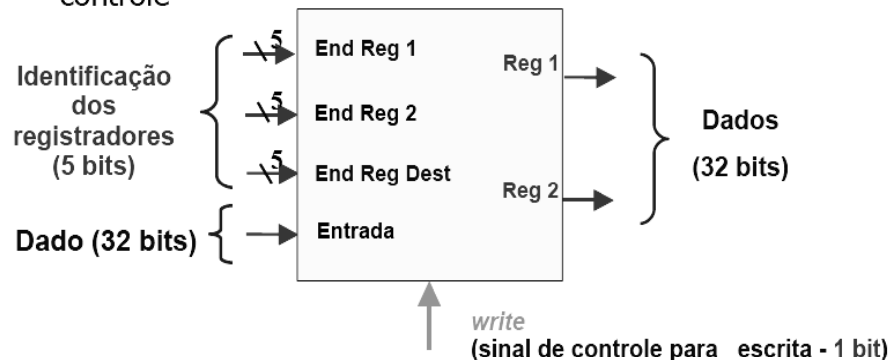 controle
Identificação
dos
registradores
(5 bits)
Dado (32 bits)
5
End Reg 1
5
End Reg 2
5
End Reg Dest
Entrada
Reg 1
Reg 2
Dados
(32 bits)
write
(sinal de controle para escrita - 1 bit)